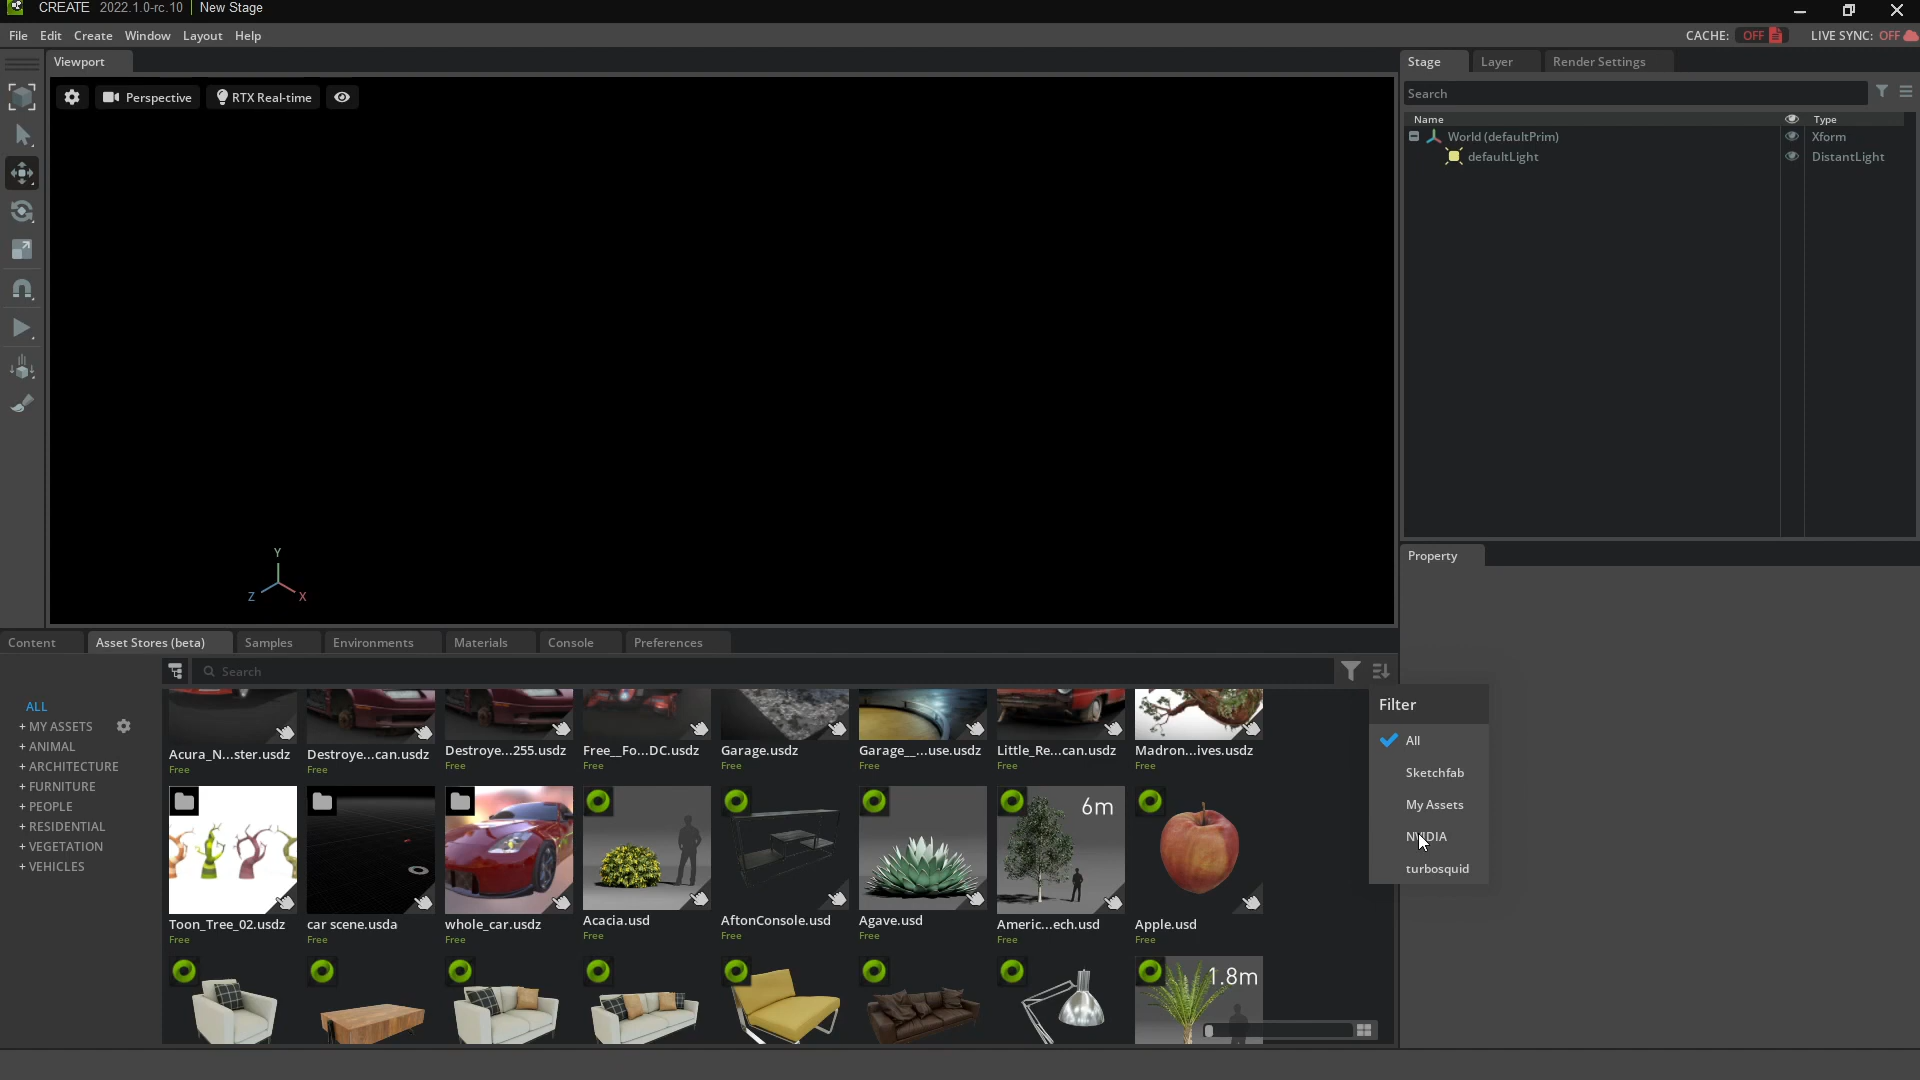 CREATE 2022.1.0-rc.10 | New Stage
File Edit Create Window Layout Help CACHE: OFF LIVE SYNC: OFF
Viewport Stage Layer Render Settings
Perspective RTX Real-time
Search
Name Type
World (defaultPrim) Xform
defaultLight DistantLight
Y
Z X
Property
Content Asset Stores (beta) Samples Environments Materials Console Preferences
Search
Filter
All
Sketchfab
My Assets
NVIDIA
turbosquid
ALL
+ MY ASSETS
+ ANIMAL
+ ARCHITECTURE
+ FURNITURE
+ PEOPLE
+ RESIDENTIAL
+ VEGETATION
+ VEHICLES
Acura_N...ster.usdz Destroye...can.usdz Destroye...255.usdz Free__Fo...DC.usdz Garage.usdz Garage__...use.usdz Little_Re...can.usdz Madron...ives.usdz
Free Free Free Free Free Free Free Free
6m
Toon_Tree_02.usdz car scene.usda whole_car.usdz Acacia.usd AftonConsole.usd Agave.usd Americ...ech.usd Apple.usd
Free Free Free Free Free Free Free Free
1.8m